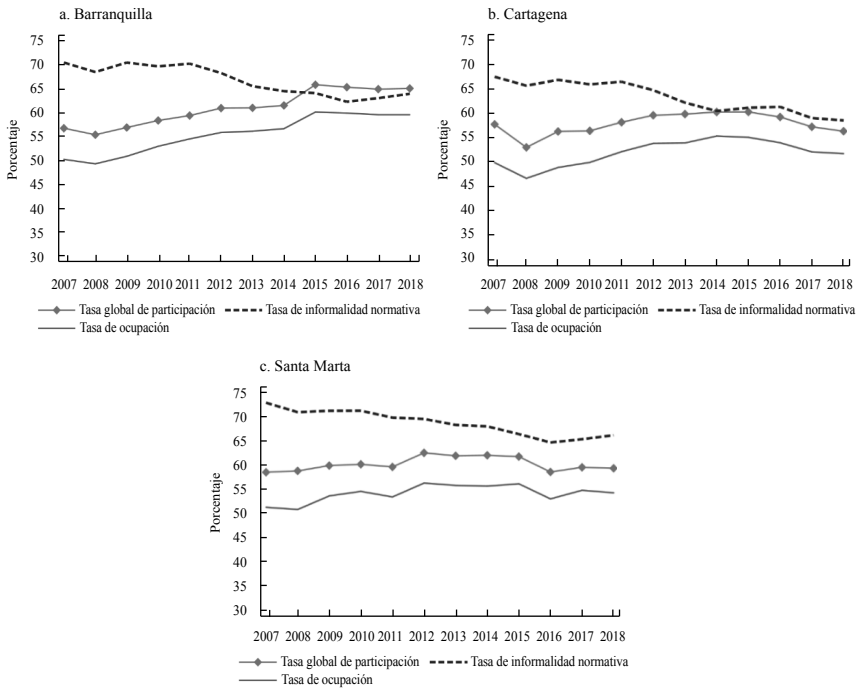 a. Barranquilla
Porcentaje
75
70
65
60
55
50
45
40
35
30
2007 2008 2009 2010 2011 2012 2013 2014 2015 2016 2017 2018
Tasa global de participación Tasa de informalidad normativa
Tasa de ocupación
b. Cartagena
Porcentaje
75
70
65
60
55
50
45
40
35
30
2007 2008 2009 2010 2011 2012 2013 2014 2015 2016 2017 2018
Tasa global de participación Tasa de informalidad normativa
Tasa de ocupación
c. Santa Marta
Porcentaje
75
70
65
60
55
50
45
40
35
30
2007 2008 2009 2010 2011 2012 2013 2014 2015 2016 2017 2018
Tasa global de participación Tasa de informalidad normativa
Tasa de ocupación